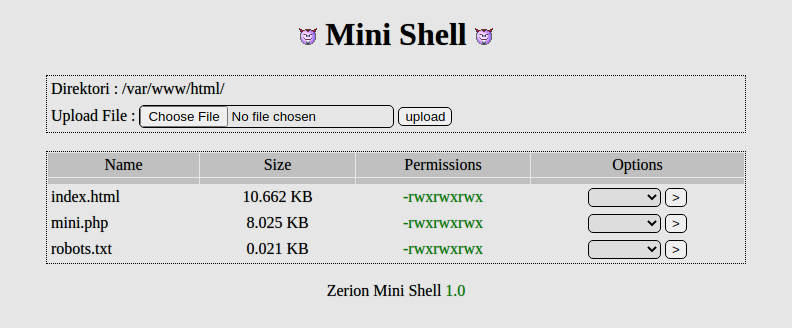 Mini Shell
Direktori : /var/www/html/
Upload File : Choose File No file chosen upload
Name Size Permissions Options
index.html 10.662 KB -rwxrwxrwx >
mini.php 8.025 KB -rwxrwxrwx >
robots.txt 0.021 KB -rwxrwxrwx >
Zerion Mini Shell 1.0